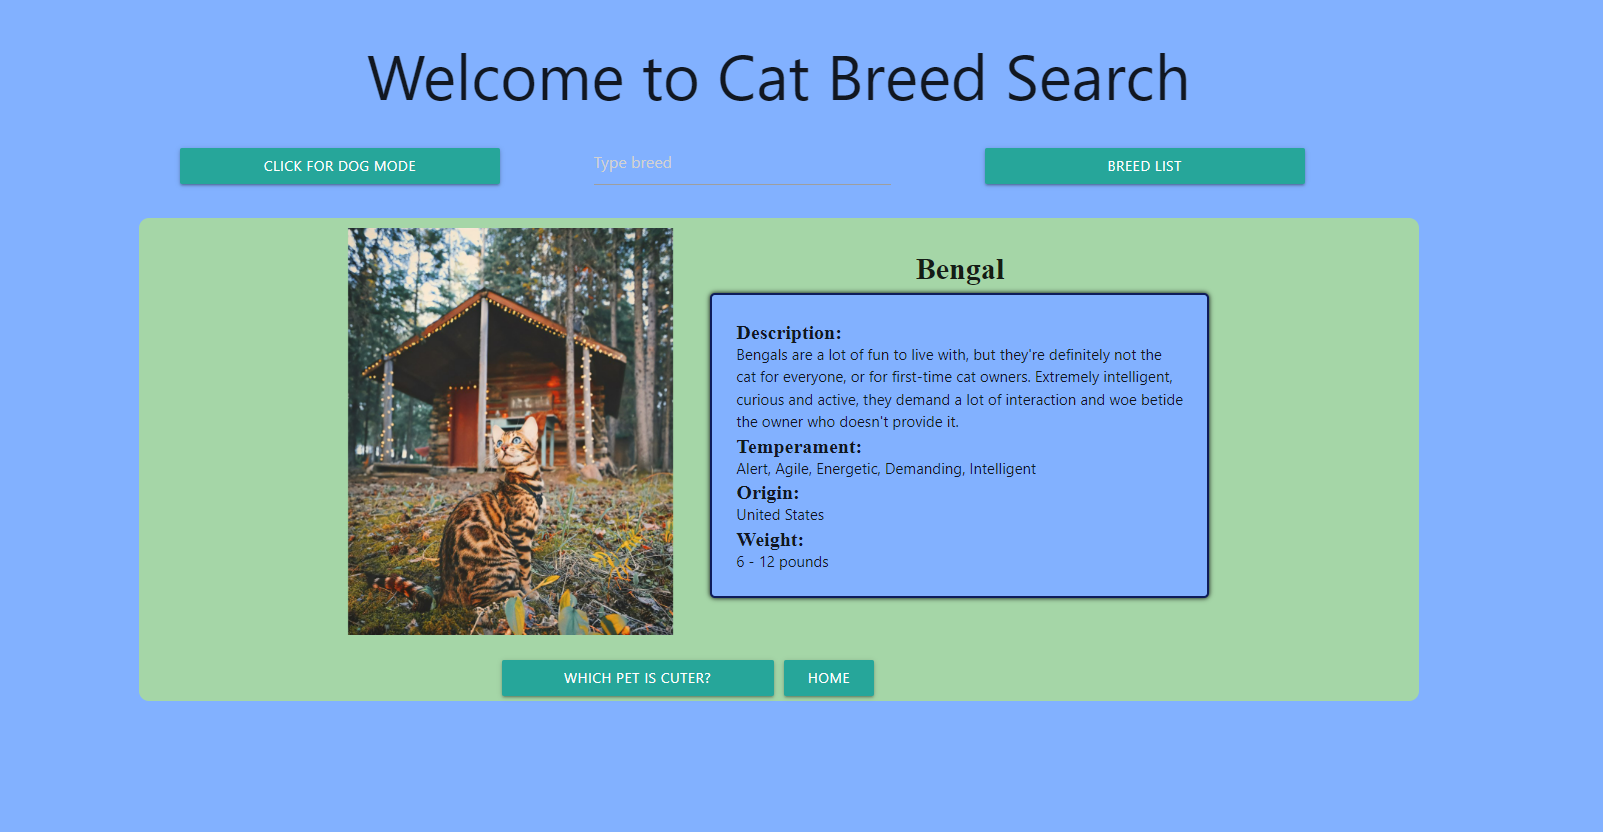 Welcome to Cat Breed Search
CLICK FOR DOG MODE
Type breed
BREED LIST
Bengal
Description:
Bengals are a lot of fun to live with, but they're definitely not the
cat for everyone, or for first-time cat owners. Extremely intelligent,
curious and active, they demand a lot of interaction and woe betide
the owner who doesn't provide it.
Temperament:
Alert, Agile, Energetic, Demanding, Intelligent
Origin:
United States
Weight:
6 - 12 pounds
WHICH PET IS CUTER?
HOME